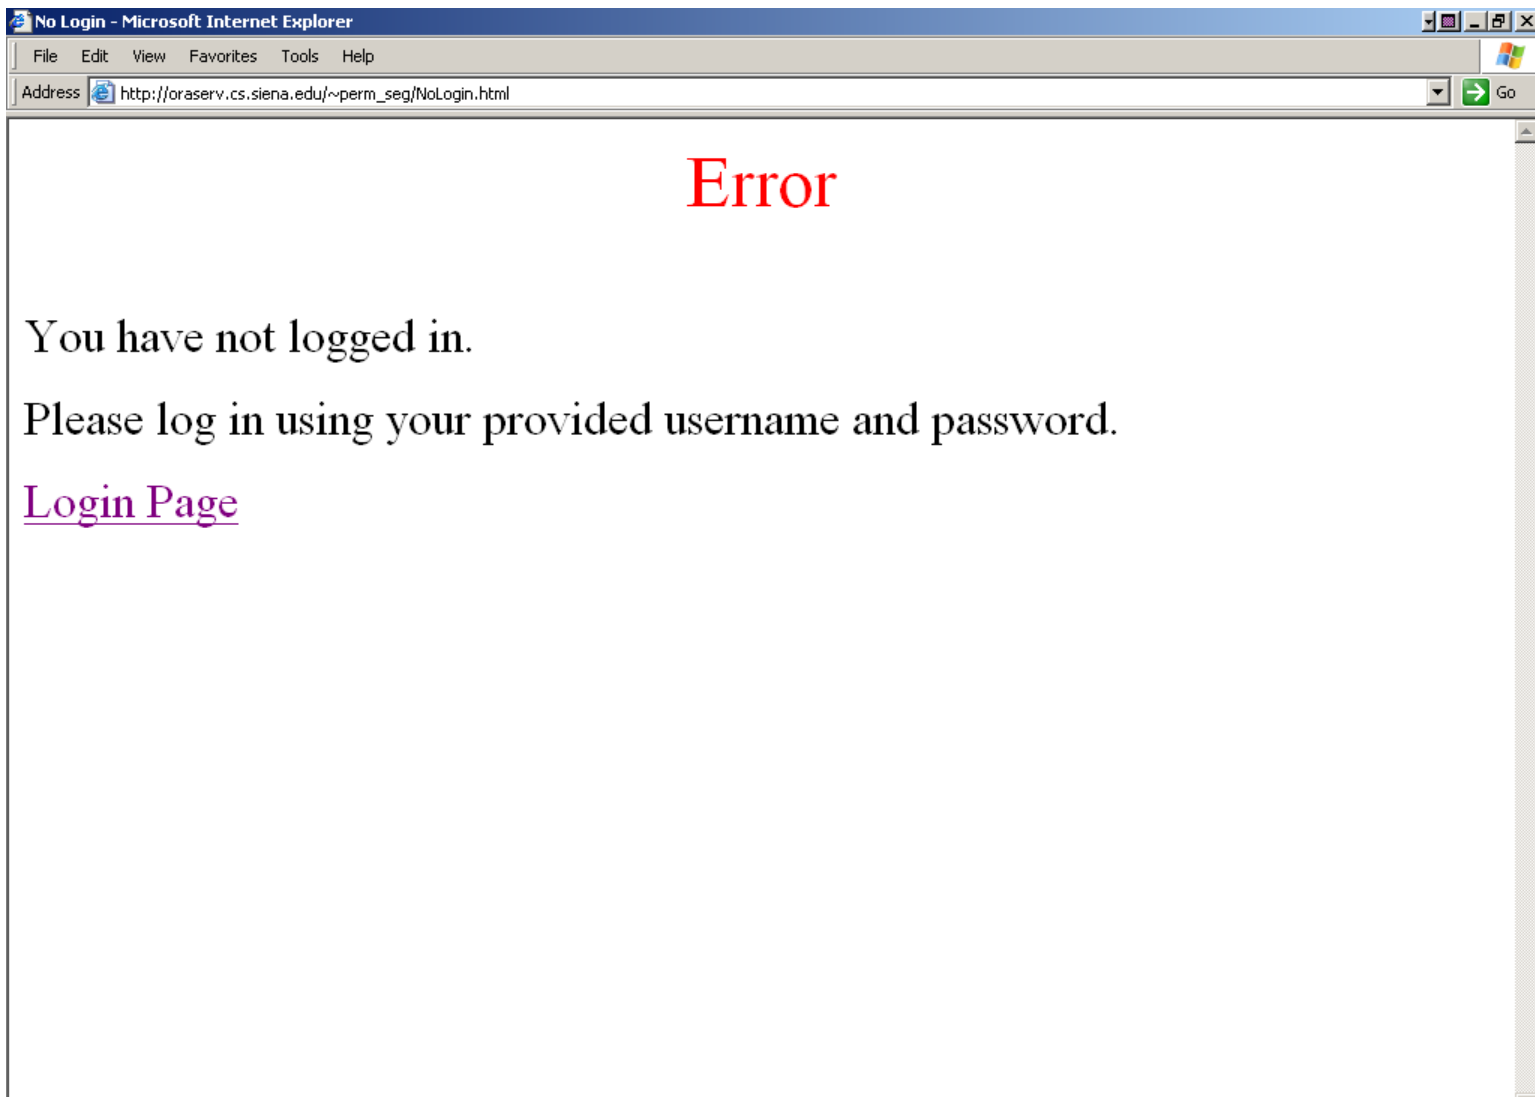 No Login - Microsoft Internet Explorer
File Edit View Favorites Tools Help
Address http://oraserv.cs.siena.edu/~perm_seg/NoLogin.html Go
Error
You have not logged in.
Please log in using your provided username and password.
Login Page